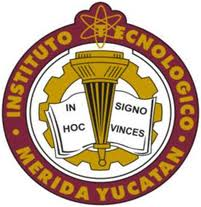 INSTITUTO TECNOLOGICO
IN HOC
SIGNO VINCES
MERIDA YUCATAN